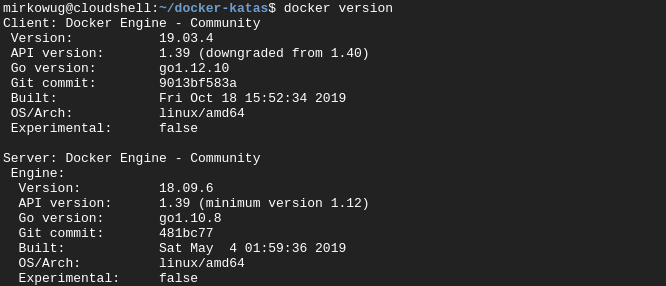 mirkowug@cloudshell:~/docker-katas$ docker version
Client: Docker Engine - Community
 Version:           19.03.4
 API version:       1.39 (downgraded from 1.40)
 Go version:        go1.12.10
 Git commit:        9013bf583a
 Built:             Fri Oct 18 15:52:34 2019
 OS/Arch:           linux/amd64
 Experimental:      false

Server: Docker Engine - Community
 Engine:
  Version:          18.09.6
  API version:      1.39 (minimum version 1.12)
  Go version:       go1.10.8
  Git commit:       481bc77
  Built:            Sat May  4 01:59:36 2019
  OS/Arch:          linux/amd64
  Experimental:     false